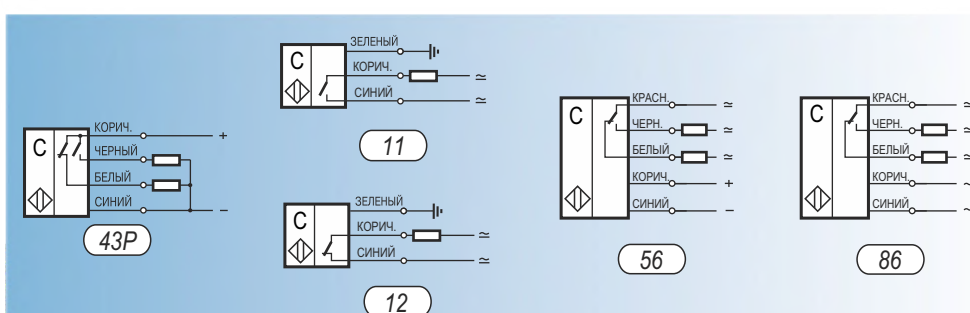 C
КОРИЧ.
+
ЧЕРНЫЙ
БЕЛЫЙ
СИНИЙ
–
43P
C
ЗЕЛЕНЫЙ
КОРИЧ.
≃
СИНИЙ
≃
11
C
ЗЕЛЕНЫЙ
КОРИЧ.
≃
СИНИЙ
≃
12
C
КРАСН.
≃
ЧЕРН.
≃
БЕЛЫЙ
≃
КОРИЧ.
+
СИНИЙ
–
56
C
КРАСН.
≃
ЧЕРН.
≃
БЕЛЫЙ
≃
КОРИЧ.
~
СИНИЙ
~
86